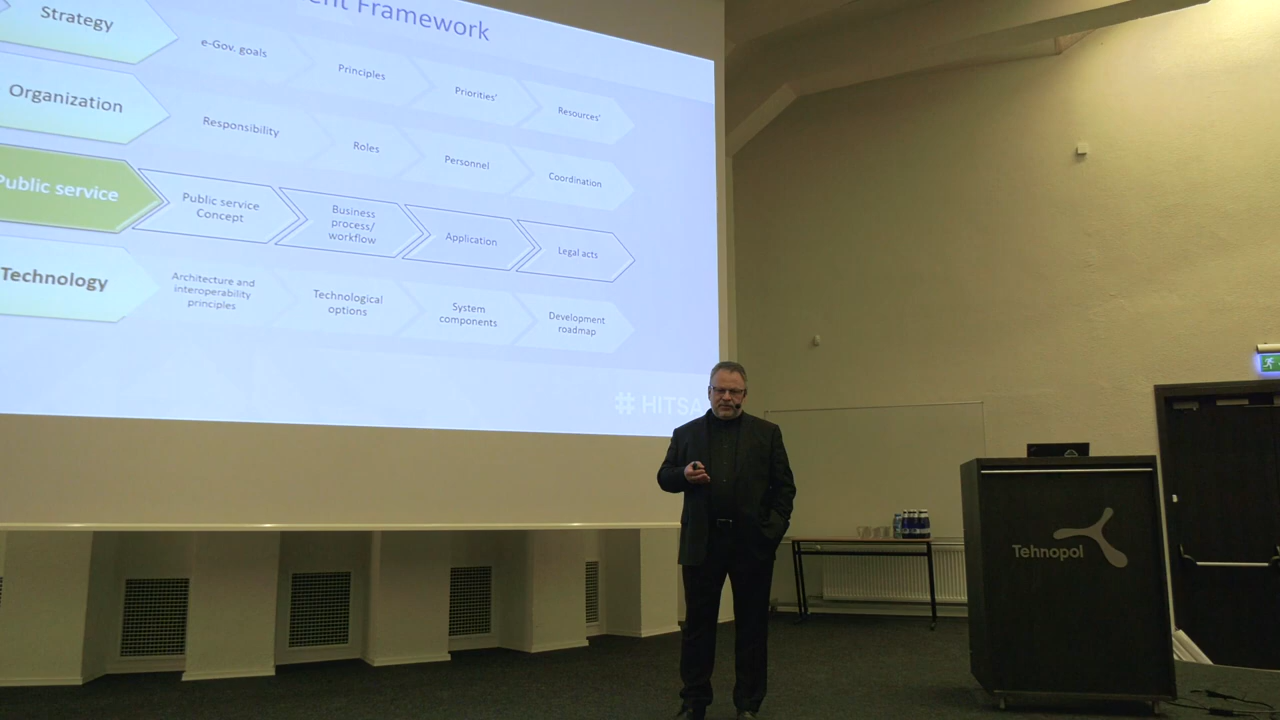 ent Framework
Strategy
e-Gov. goals
Principles
Priorities'
Resources'
Organization
Responsibility
Roles
Personnel
Coordination
Public service
Public service
Concept
Business
process/
workflow
Application
Legal acts
Technology
Architecture and
interoperability
principles
Technological
options
System
components
Development
roadmap
# HITSA
Tehnopol